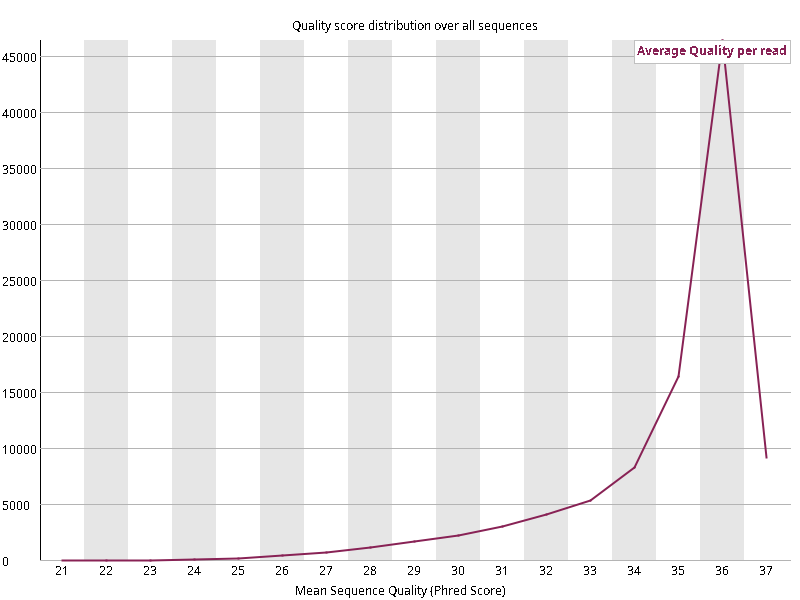 Quality score distribution over all sequences
Average Quality per read
45000
40000
35000
30000
25000
20000
15000
10000
5000
0
21 22 23 24 25 26 27 28 29 30 31 32 33 34 35 36 37
Mean Sequence Quality (Phred Score)